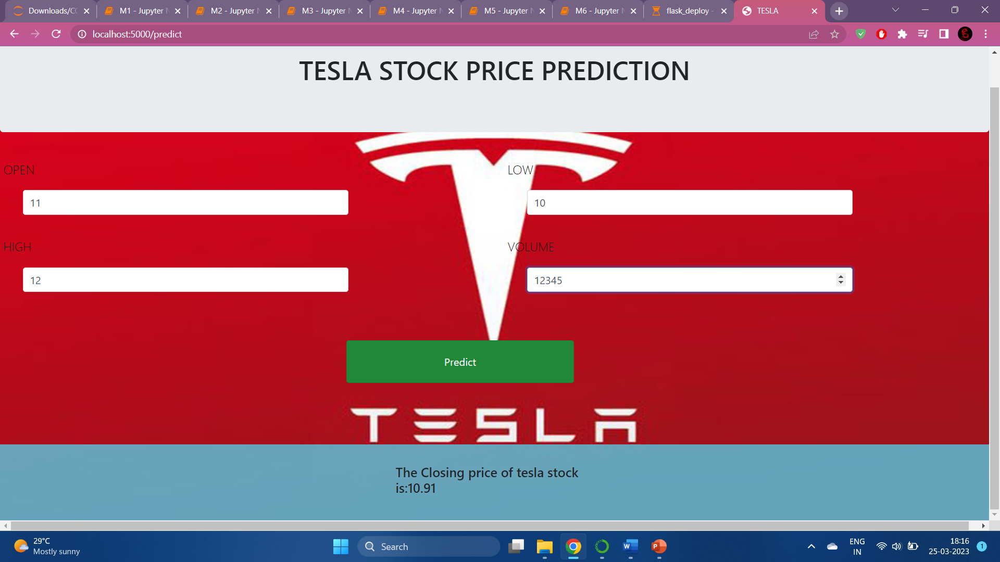 Downloads/CC
M1 - Jupyter N
M2 - Jupyter N
M3 - Jupyter N
M4 - Jupyter N
M5 - Jupyter N
M6 - Jupyter N
flask_deploy -
TESLA
localhost:5000/predict
TESLA STOCK PRICE PREDICTION
OPEN
LOW
11
10
HIGH
VOLUME
12
12345
Predict
TESLA
The Closing price of tesla stock
is:10.91
29°C
Mostly sunny
Search
ENG
IN
18:16
25-03-2023
1